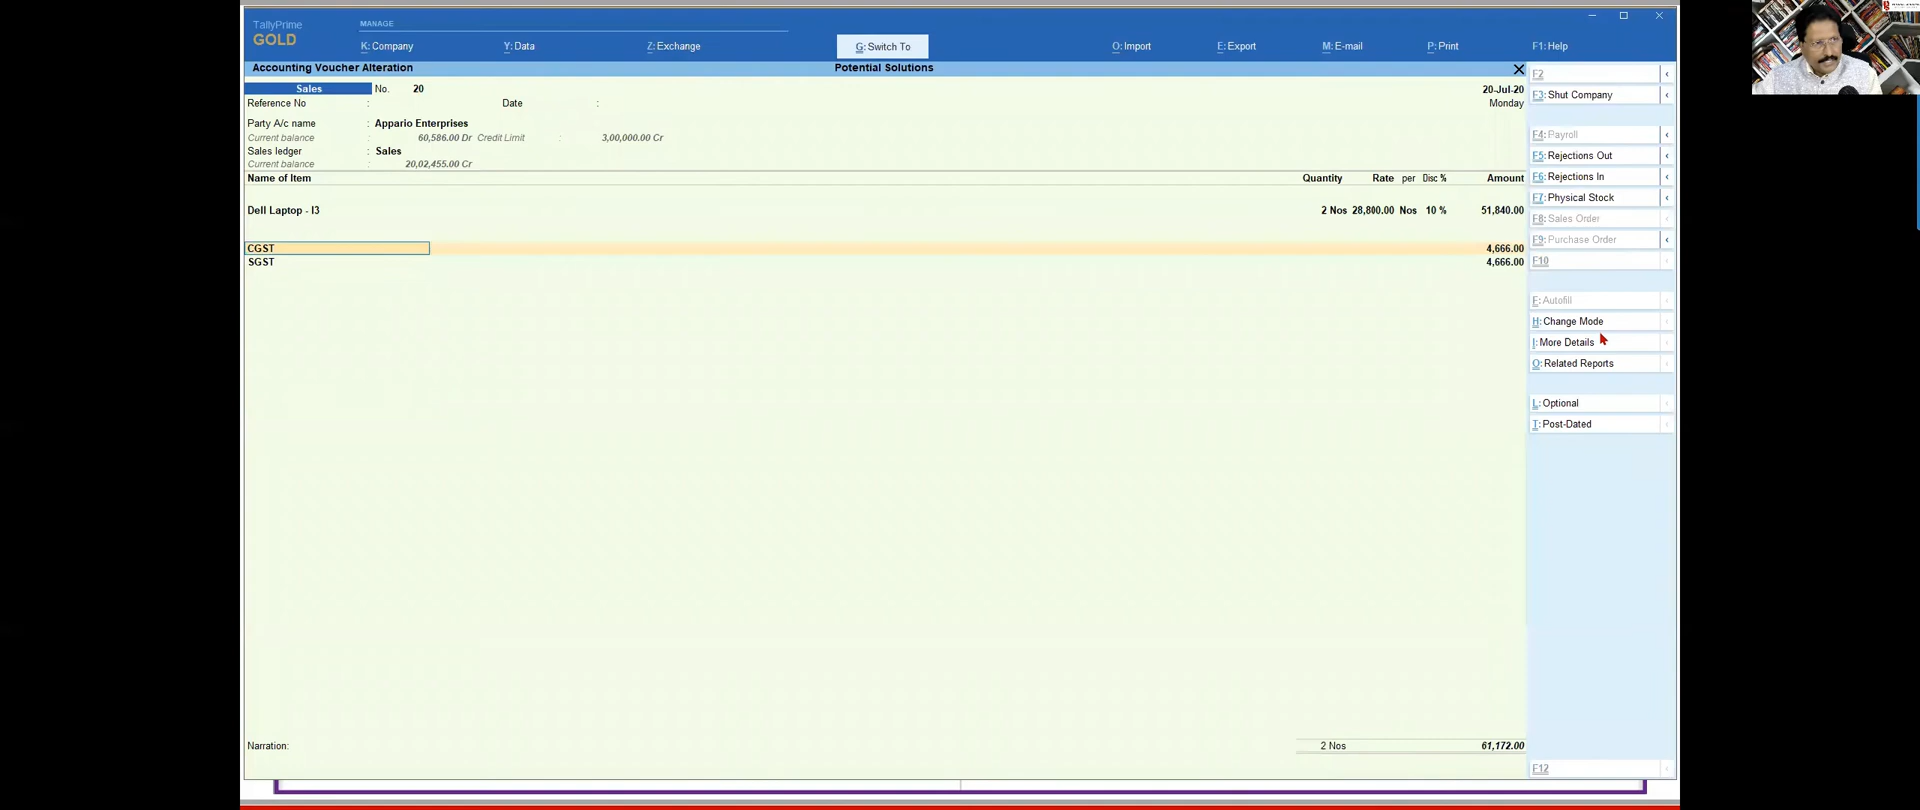 TallyPrime
GOLD
MANAGE
K: Company
Y: Data
Z: Exchange
G: Switch To
O: Import
E: Export
M: E-mail
P: Print
F1: Help
Accounting Voucher Alteration
Potential Solutions
Sales No. 20
20-Jul-20
Reference No : Date :
Monday
Party A/c name : Appario Enterprises
Current balance : 60,586.00 Dr Credit Limit : 3,00,000.00 Cr
Sales ledger : Sales
Current balance : 20,02,455.00 Cr
Name of Item Quantity Rate per Disc % Amount
Dell Laptop - I3 2 Nos 28,800.00 Nos 10 % 51,840.00
CGST 4,666.00
SGST 4,666.00
Narration: 2 Nos 61,172.00
F2
F3: Shut Company
F4: Payroll
F5: Rejections Out
F6: Rejections In
F7: Physical Stock
F8: Sales Order
F9: Purchase Order
F10
F: Autofill
H: Change Mode
I: More Details
O: Related Reports
L: Optional
T: Post-Dated
F12